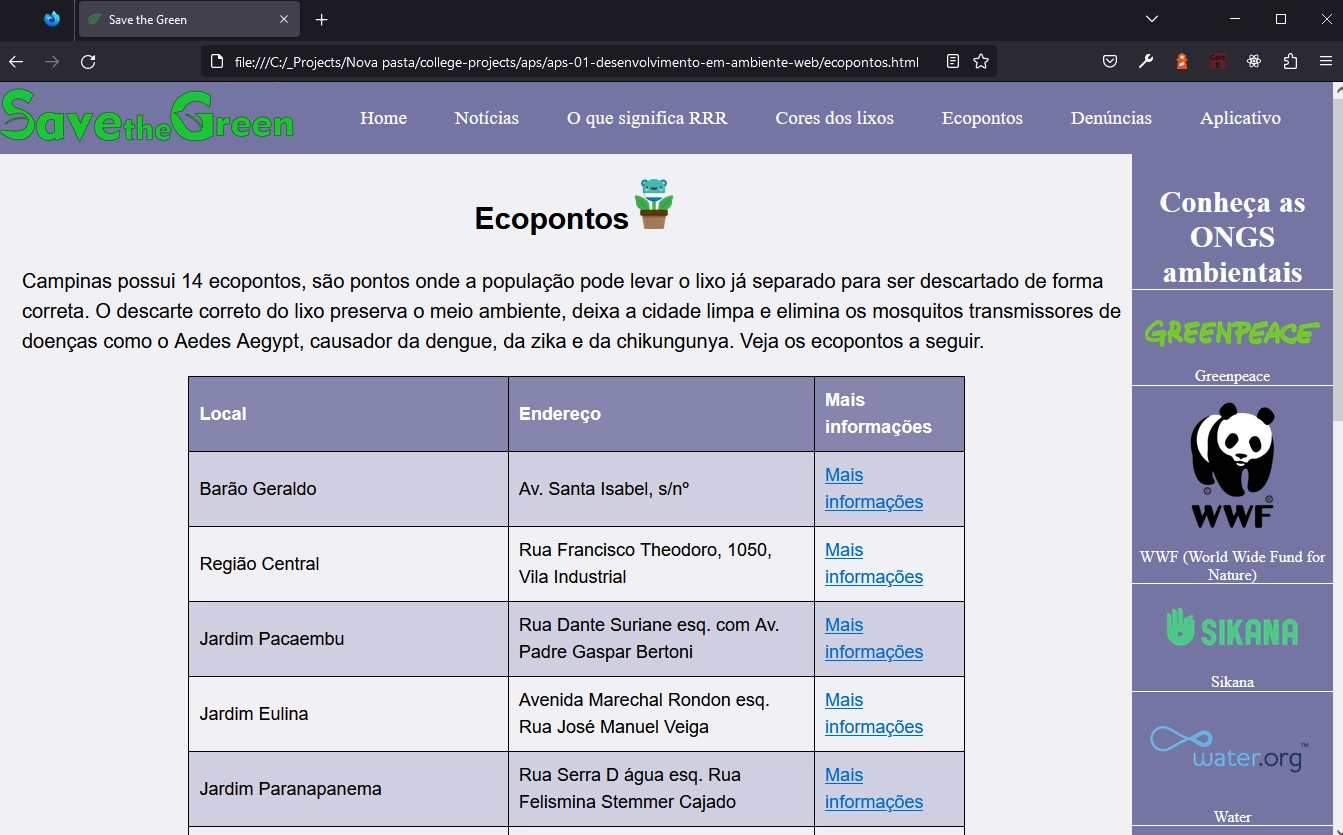 Save the Green
file:///C:/_Projects/Nova pasta/college-projects/aps/aps-01-desenvolvimento-em-ambiente-web/ecopontos.html
SavetheGreen
Home
Notícias
O que significa RRR
Cores dos lixos
Ecopontos
Denúncias
Aplicativo
Ecopontos
Campinas possui 14 ecopontos, são pontos onde a população pode levar o lixo já separado para ser descartado de forma
correta. O descarte correto do lixo preserva o meio ambiente, deixa a cidade limpa e elimina os mosquitos transmissores de
doenças como o Aedes Aegypt, causador da dengue, da zika e da chikungunya. Veja os ecopontos a seguir.
Local
Endereço
Mais
informações
Barão Geraldo
Av. Santa Isabel, s/nº
Mais
informações
Região Central
Rua Francisco Theodoro, 1050,
Vila Industrial
Mais
informações
Jardim Pacaembu
Rua Dante Suriane esq. com Av.
Padre Gaspar Bertoni
Mais
informações
Jardim Eulina
Avenida Marechal Rondon esq.
Rua José Manuel Veiga
Mais
informações
Jardim Paranapanema
Rua Serra D água esq. Rua
Felismina Stemmer Cajado
Mais
informações
Conheça as
ONGS
ambientais
GREENPEACE
Greenpeace
WWF
WWF (World Wide Fund for
Nature)
SIKANA
Sikana
water.org™
Water